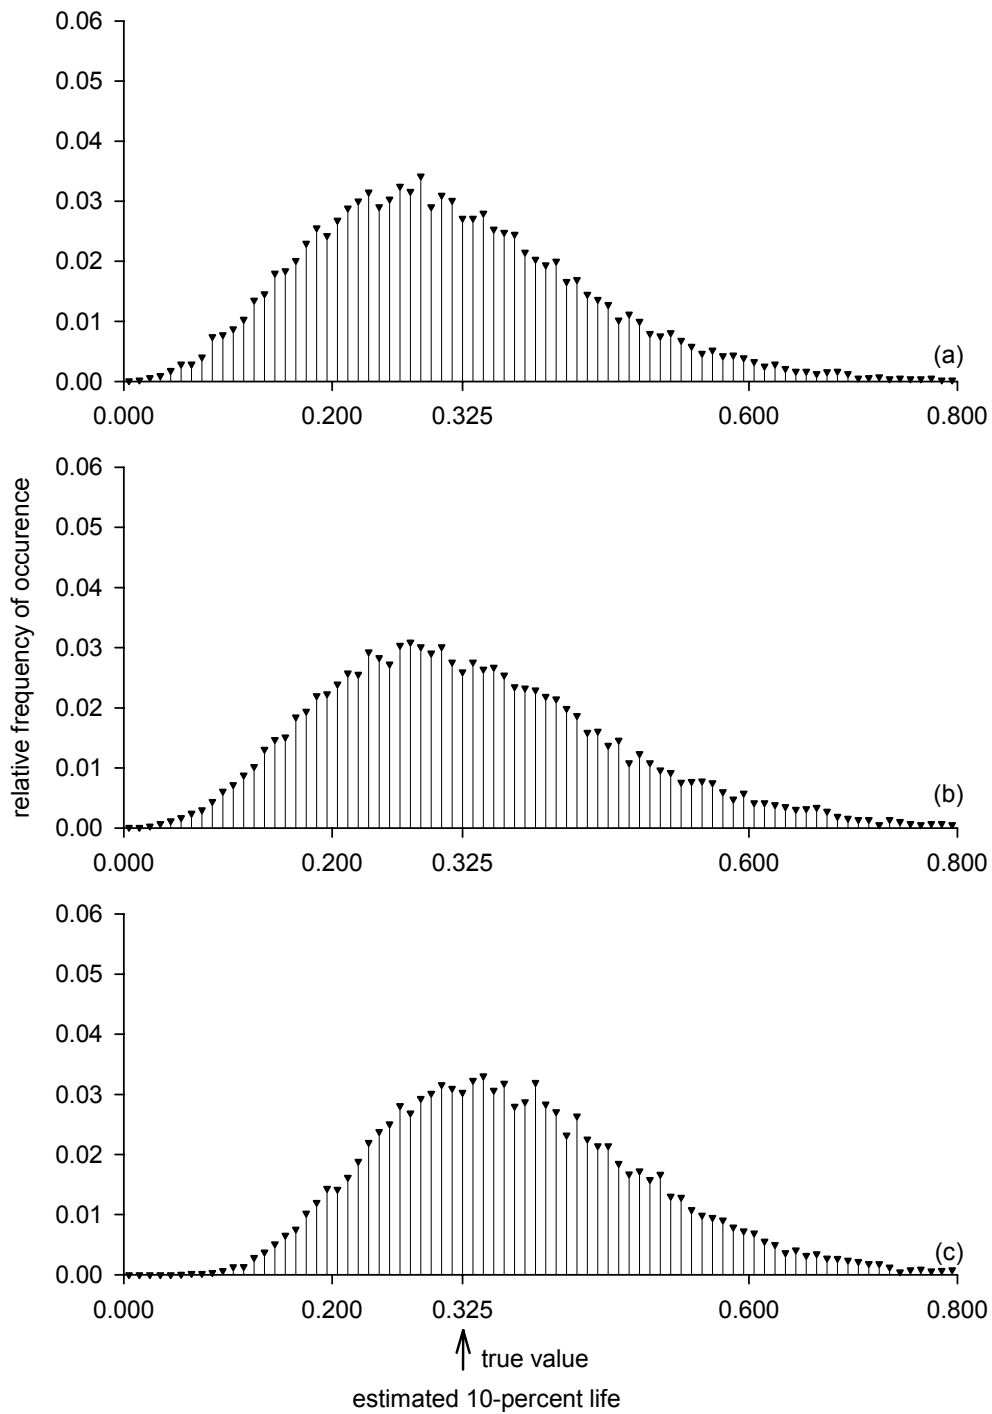 0.06
0.05
0.04
0.03
0.02
0.01
0.00
(a)
0.000 0.200 0.325 0.600 0.800
relative frequency of occurence
0.06
0.05
0.04
0.03
0.02
0.01
0.00
(b)
0.000 0.200 0.325 0.600 0.800
0.06
0.05
0.04
0.03
0.02
0.01
0.00
(c)
0.000 0.200 0.325 0.600 0.800
true value
estimated 10-percent life